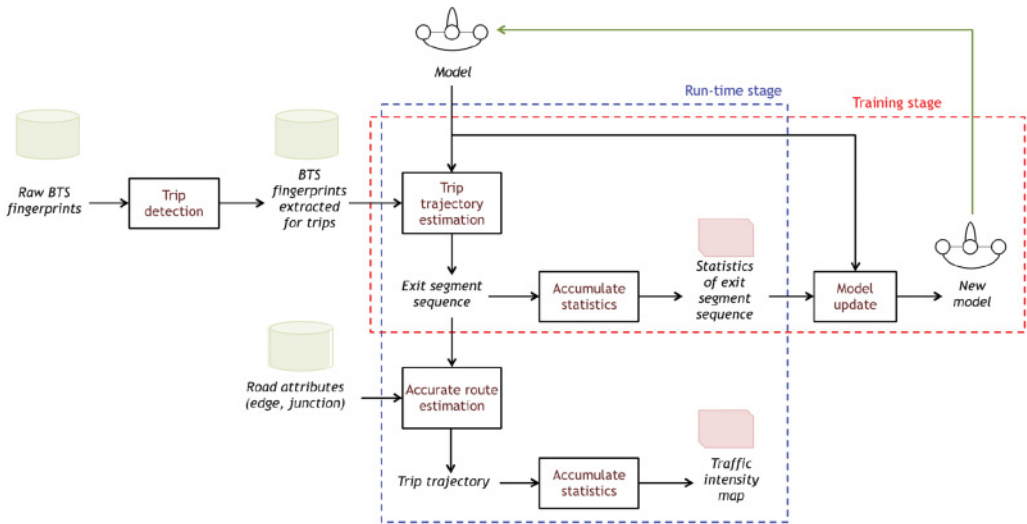 Model
Run-time stage
Training stage
Raw BTS
fingerprints
Trip
detection
BTS
fingerprints
extracted
for trips
Trip
trajectory
estimation
Exit segment
sequence
Accumulate
statistics
Statistics
of exit
segment
sequence
Model
update
New
model
Road attributes
(edge, junction)
Accurate route
estimation
Trip trajectory
Accumulate
statistics
Traffic
intensity
map